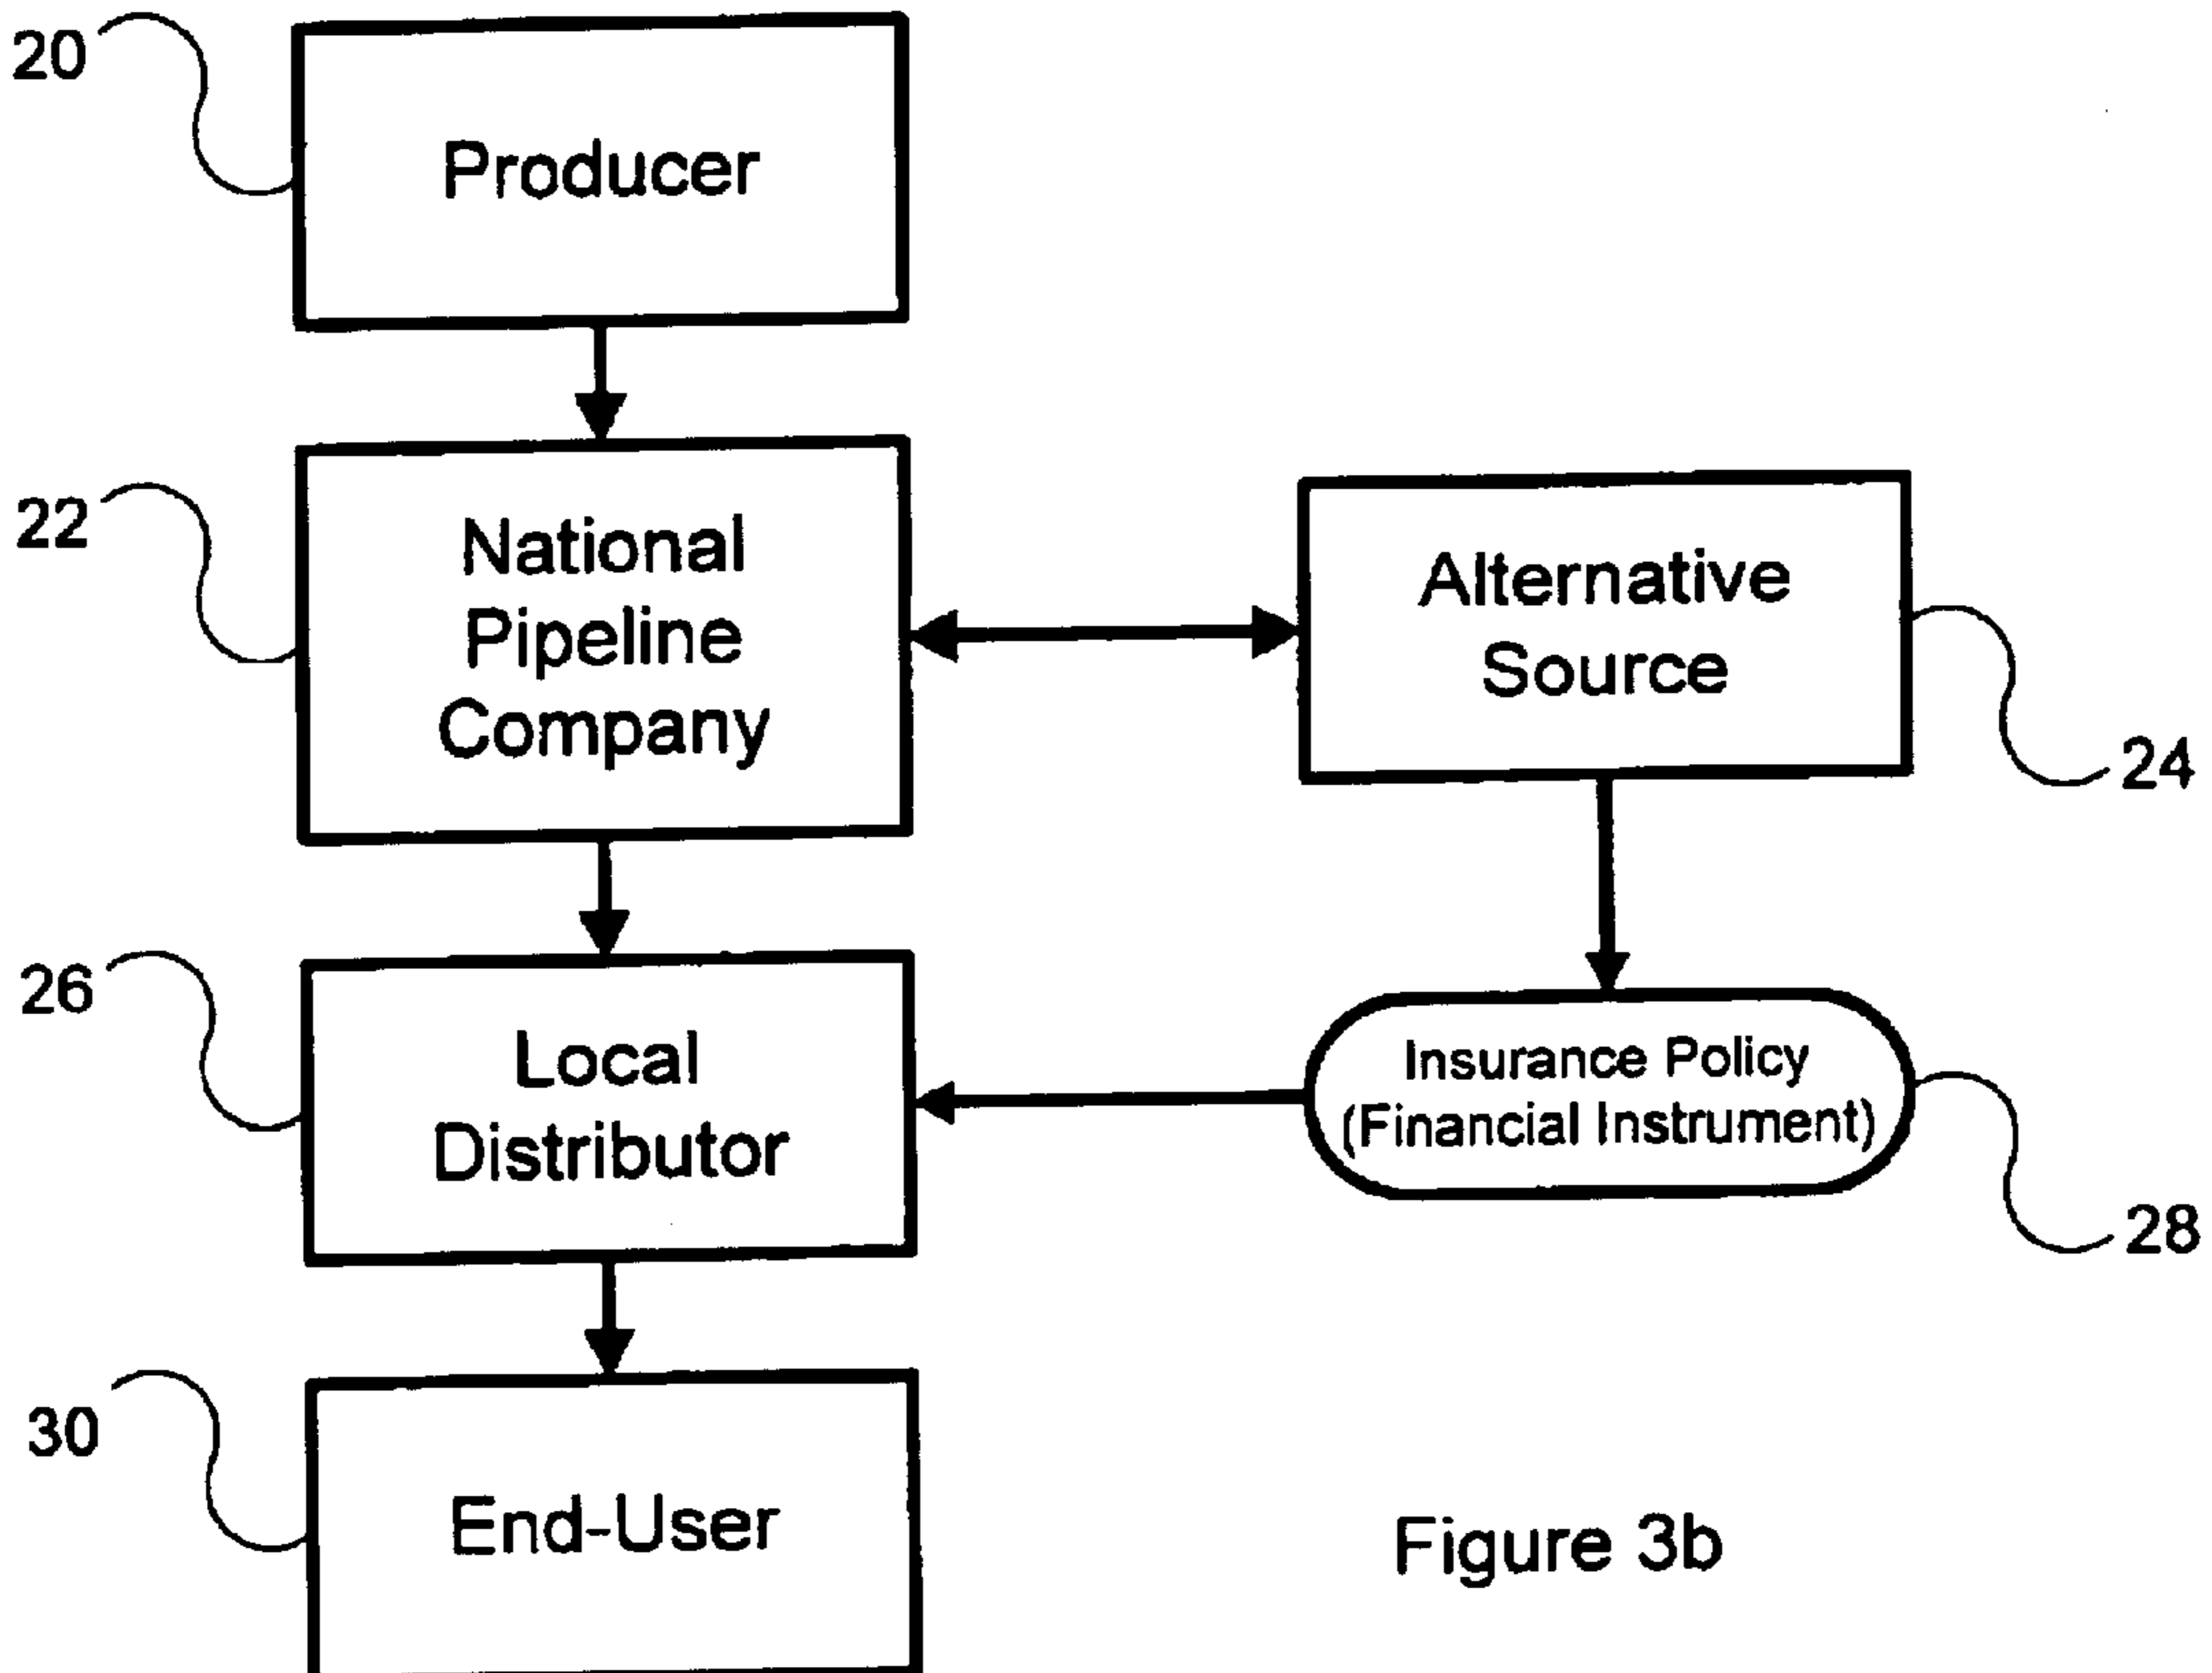 20
Producer
22
National
Pipeline
Company
Alternative
Source
24
26
Local
Distributor
Insurance Policy
(Financial Instrument)
28
30
End-User
Figure 3b